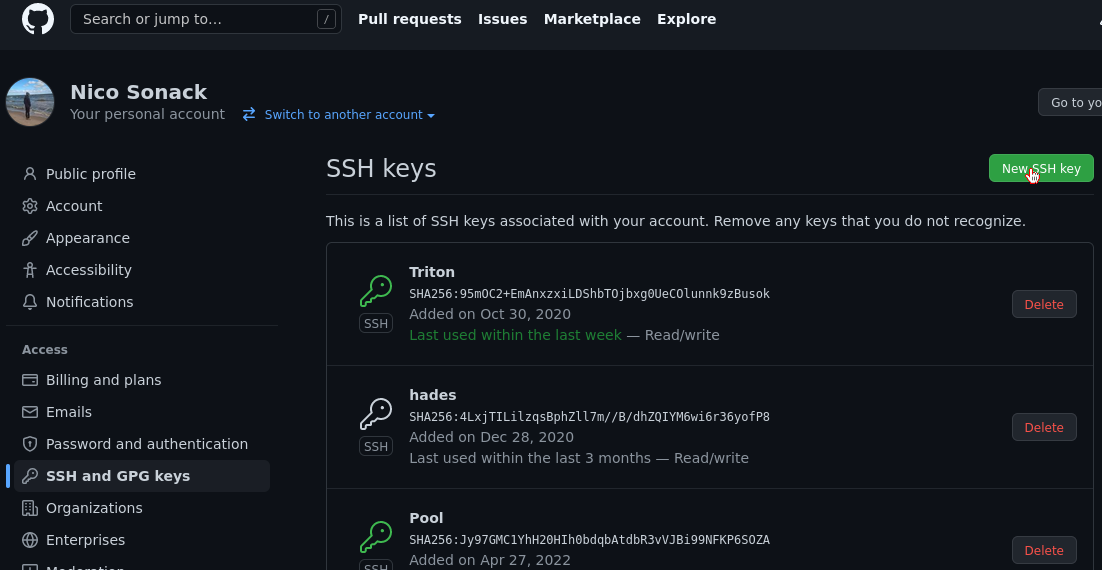 Search or jump to…
/
Pull requests
Issues
Marketplace
Explore
Nico Sonack
Your personal account
Switch to another account
Go to yo
Public profile
Account
Appearance
Accessibility
Notifications
Access
Billing and plans
Emails
Password and authentication
SSH and GPG keys
Organizations
Enterprises
Moderation
SSH keys
New SSH key
This is a list of SSH keys associated with your account. Remove any keys that you do not recognize.
Triton
SHA256:95mOC2+EmAnxzxiLDShbTOjbxg0UeCOlunnk9zBusok
SSH
Added on Oct 30, 2020
Last used within the last week — Read/write
Delete
hades
SHA256:4LxjTILilzqsBphZll7m//B/dhZQIYM6wi6r36yofP8
SSH
Added on Dec 28, 2020
Last used within the last 3 months — Read/write
Delete
Pool
SHA256:Jy97GMC1YhH20HIh0bdqbAtdbR3vVJBi99NFKP6SOZA
SSH
Added on Apr 27, 2022
Delete